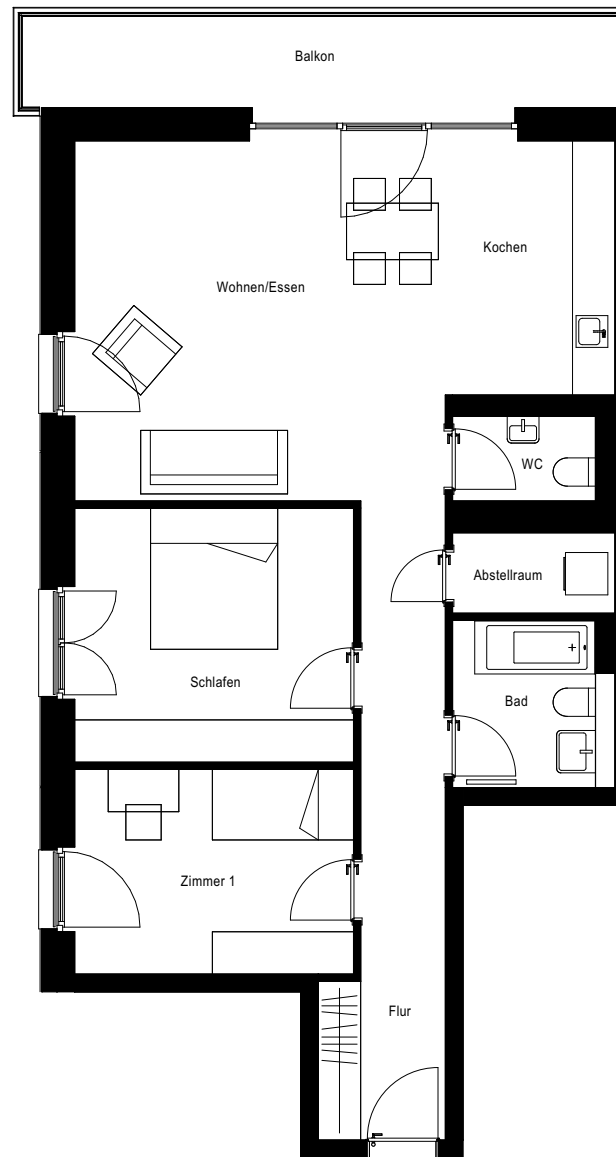 Balkon
Kochen
Wohnen/Essen
WC
Abstellraum
Schlafen
Bad
Zimmer 1
Flur